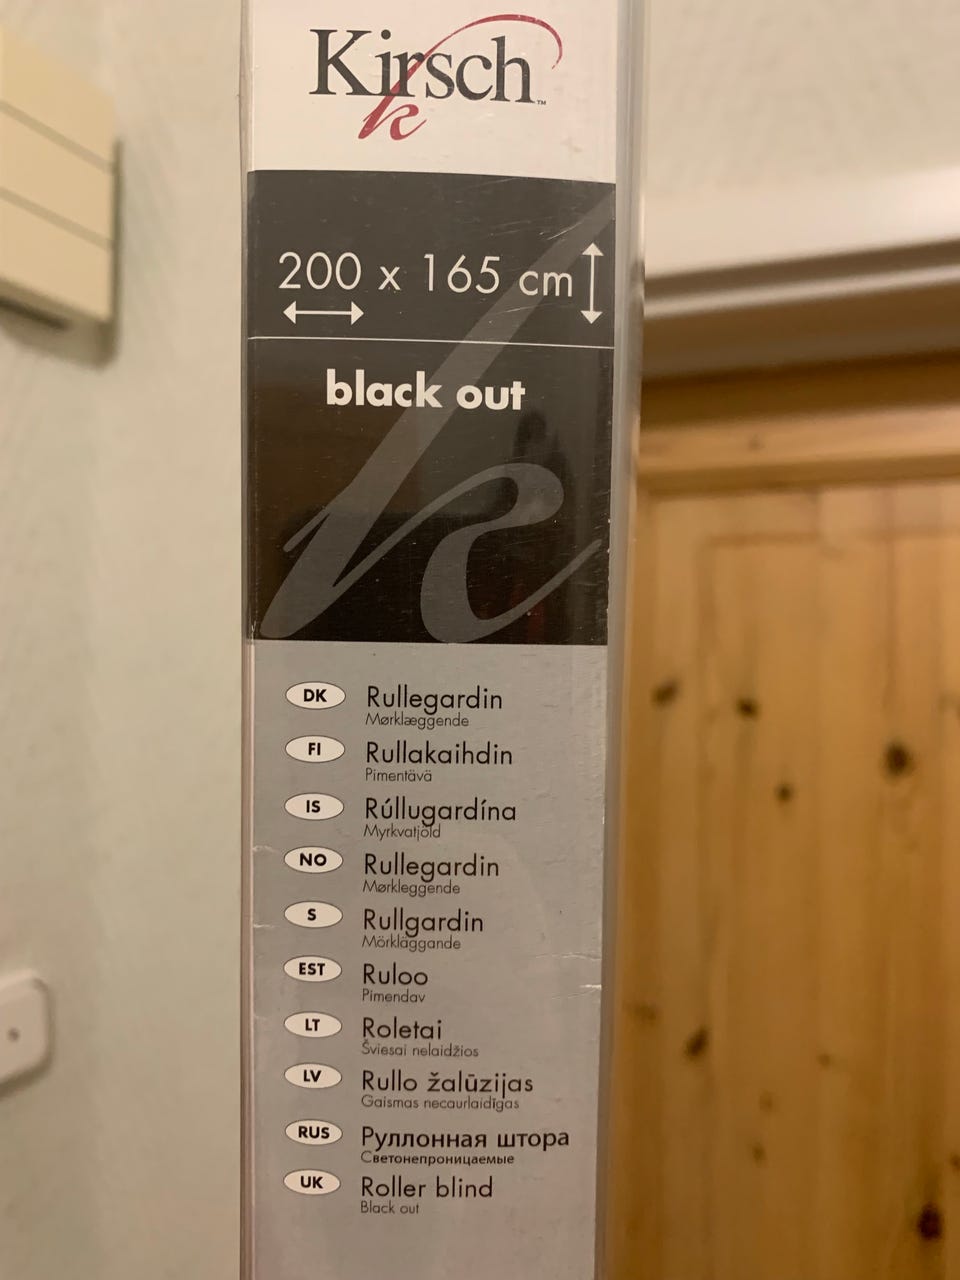 Kirsch™
k
200 x 165 cm
black out
k
DK Rullegardin
Mørklæggende
FI Rullakaihdin
Pimentävä
IS Rúllugardína
Myrkvatjöld
NO Rullegardin
Mørkleggende
S Rullgardin
Mörkläggande
EST Ruloo
Pimendav
LT Roletai
Šviesai nelaidžios
LV Rullo žalūzijas
Gaismas necaurlaidīgas
RUS Руллонная штора
Светонепроницаемые
UK Roller blind
Black out